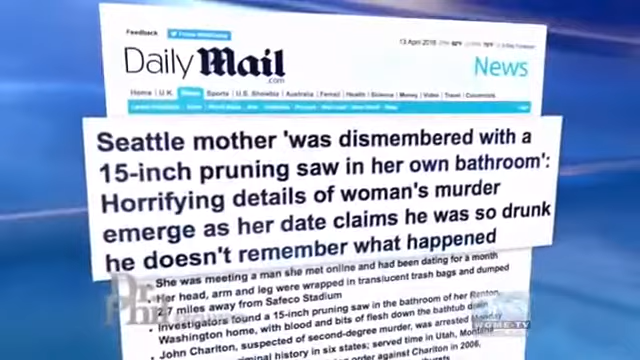 Feedback
Daily Mail
.com
13 April 2016
News
Home U.K. News Sports U.S. Showbiz Australia Femail Health Science Money Video Travel Columnists
Seattle mother 'was dismembered with a
15-inch pruning saw in her own bathroom':
Horrifying details of woman's murder
emerge as her date claims he was so drunk
he doesn't remember what happened
She was meeting a man she met online and had been dating for a month
Her head, arm and leg were wrapped in translucent trash bags and dumped
miles away from Safeco Stadium
Investigators found a 15-inch pruning saw in the bathroom of her Renton,
Washington home, with blood and bits of flesh down the bathtub drain
John Charlton, suspected of second-degree murder, was arrested Monday
criminal history in six states; served time in Utah, Montana
order against Charlton in 2006.
Dr.
Phil
WGME-TV